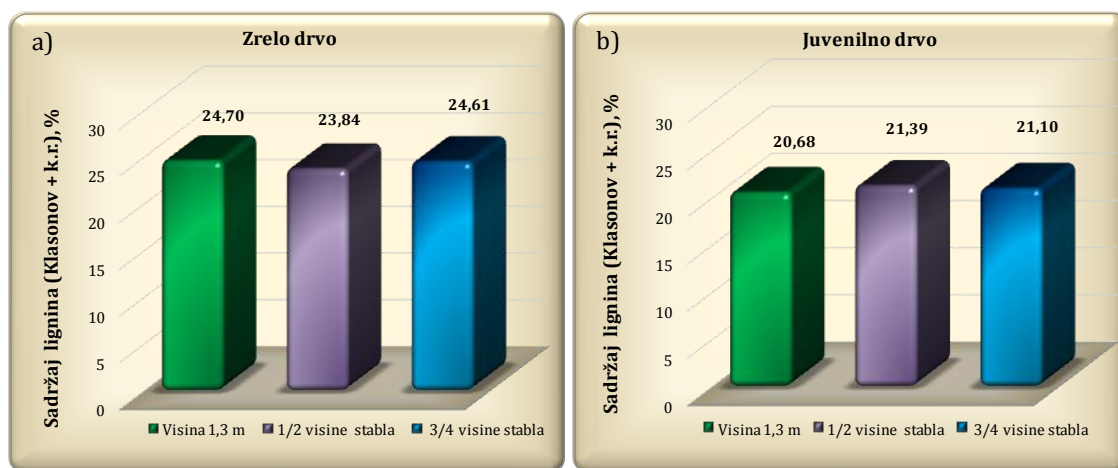 a)
Zrelo drvo
Sadržaj lignina (Klasonov + k.r.), %
30
25
20
15
10
5
0
24,70
23,84
24,61
Visina 1,3 m
1/2 visine stabla
3/4 visine stabla
b)
Juvenilno drvo
Sadržaj lignina (Klasonov + k.r.), %
30
25
20
15
10
5
0
20,68
21,39
21,10
Visina 1,3 m
1/2 visine stabla
3/4 visine stabla